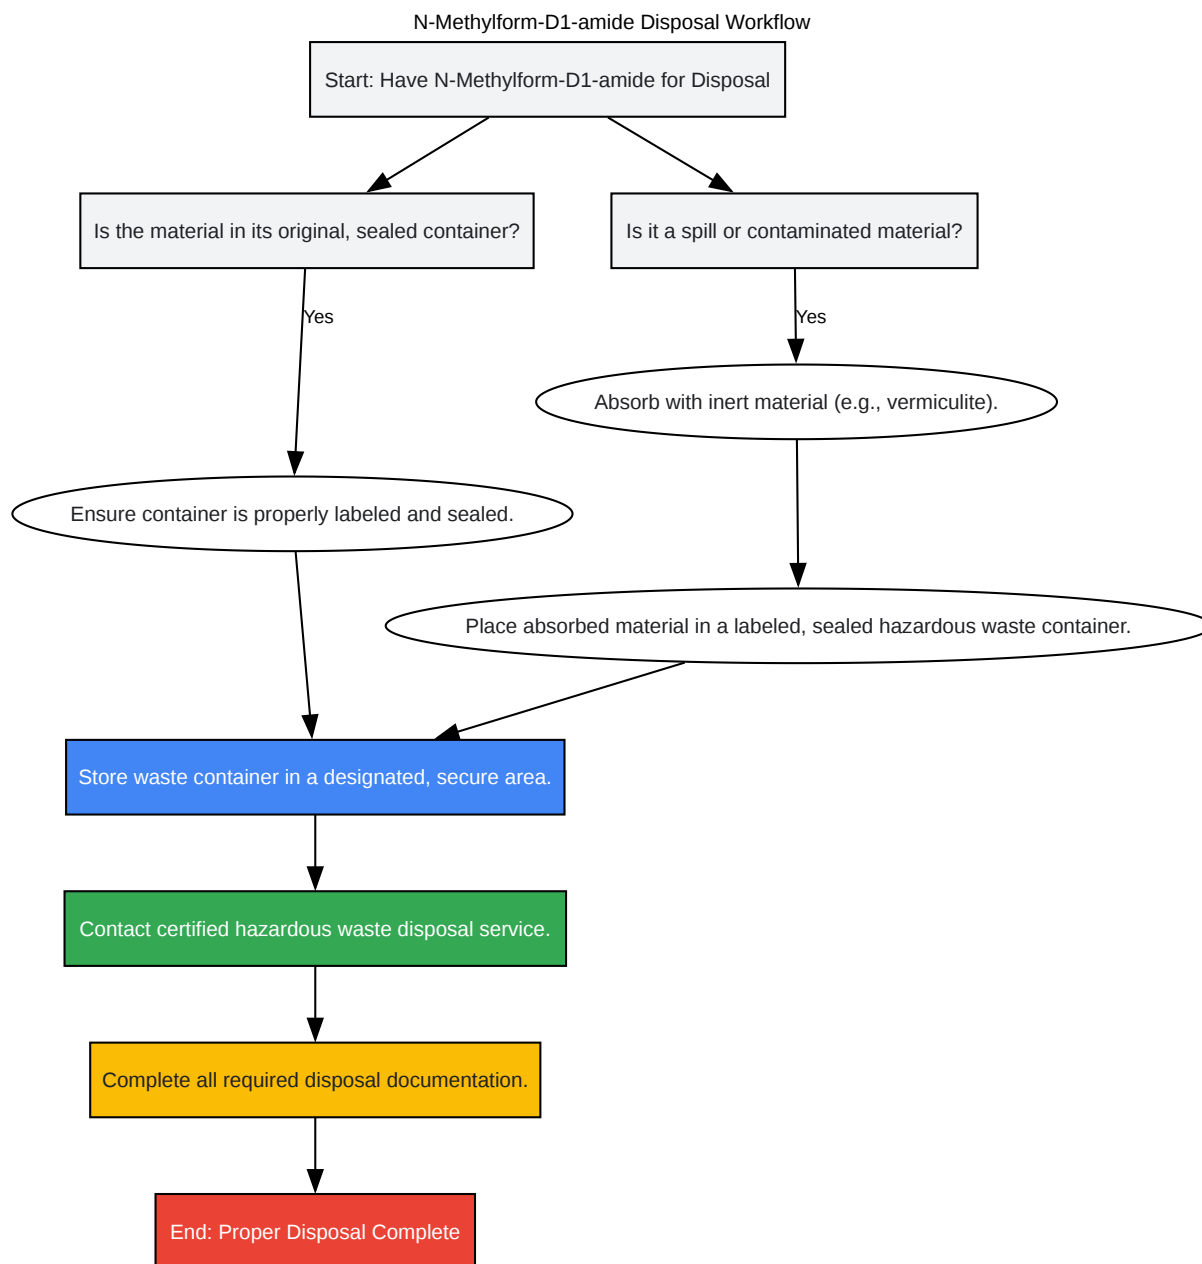 N-Methylform-D1-amide Disposal Workflow
Start: Have N-Methylform-D1-amide for Disposal
Is the material in its original, sealed container?
Is it a spill or contaminated material?
Yes
Yes
Absorb with inert material (e.g., vermiculite).
Ensure container is properly labeled and sealed.
Place absorbed material in a labeled, sealed hazardous waste container.
Store waste container in a designated, secure area.
Contact certified hazardous waste disposal service.
Complete all required disposal documentation.
End: Proper Disposal Complete